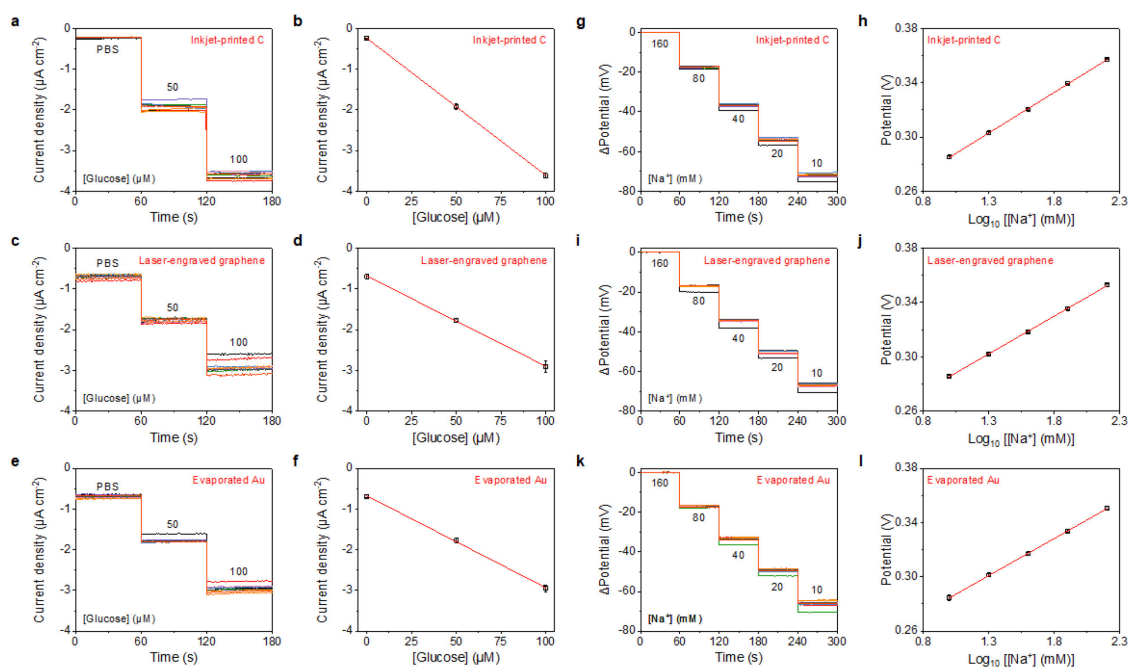 a
Inkjet-printed C
PBS
50
100
[Glucose] (µM)
Current density (µA cm⁻²)
0
-1
-2
-3
-4
0 60 120 180
Time (s)
b
Inkjet-printed C
Current density (µA cm⁻²)
0
-1
-2
-3
-4
0 50 100
[Glucose] (µM)
g
Inkjet-printed C
160
80
40
20
10
[Na⁺] (mM)
ΔPotential (mV)
0
-20
-40
-60
-80
0 60 120 180 240 300
Time (s)
h
Inkjet-printed C
Potential (V)
0.38
0.34
0.30
0.26
0.8 1.3 1.8 2.3
Log₁₀ [[Na⁺] (mM)]
c
Laser-engraved graphene
PBS
50
100
[Glucose] (µM)
Current density (µA cm⁻²)
0
-1
-2
-3
-4
0 60 120 180
Time (s)
d
Laser-engraved graphene
Current density (µA cm⁻²)
0
-1
-2
-3
-4
0 50 100
[Glucose] (µM)
i
Laser-engraved graphene
160
80
40
20
10
[Na⁺] (mM)
ΔPotential (mV)
0
-20
-40
-60
-80
0 60 120 180 240 300
Time (s)
j
Laser-engraved graphene
Potential (V)
0.38
0.34
0.30
0.26
0.8 1.3 1.8 2.3
Log₁₀ [[Na⁺] (mM)]
e
Evaporated Au
PBS
50
100
[Glucose] (µM)
Current density (µA cm⁻²)
0
-1
-2
-3
-4
0 60 120 180
Time (s)
f
Evaporated Au
Current density (µA cm⁻²)
0
-1
-2
-3
-4
0 50 100
[Glucose] (µM)
k
Evaporated Au
160
80
40
20
10
[Na⁺] (mM)
ΔPotential (mV)
0
-20
-40
-60
-80
0 60 120 180 240 300
Time (s)
l
Evaporated Au
Potential (V)
0.38
0.34
0.30
0.26
0.8 1.3 1.8 2.3
Log₁₀ [[Na⁺] (mM)]